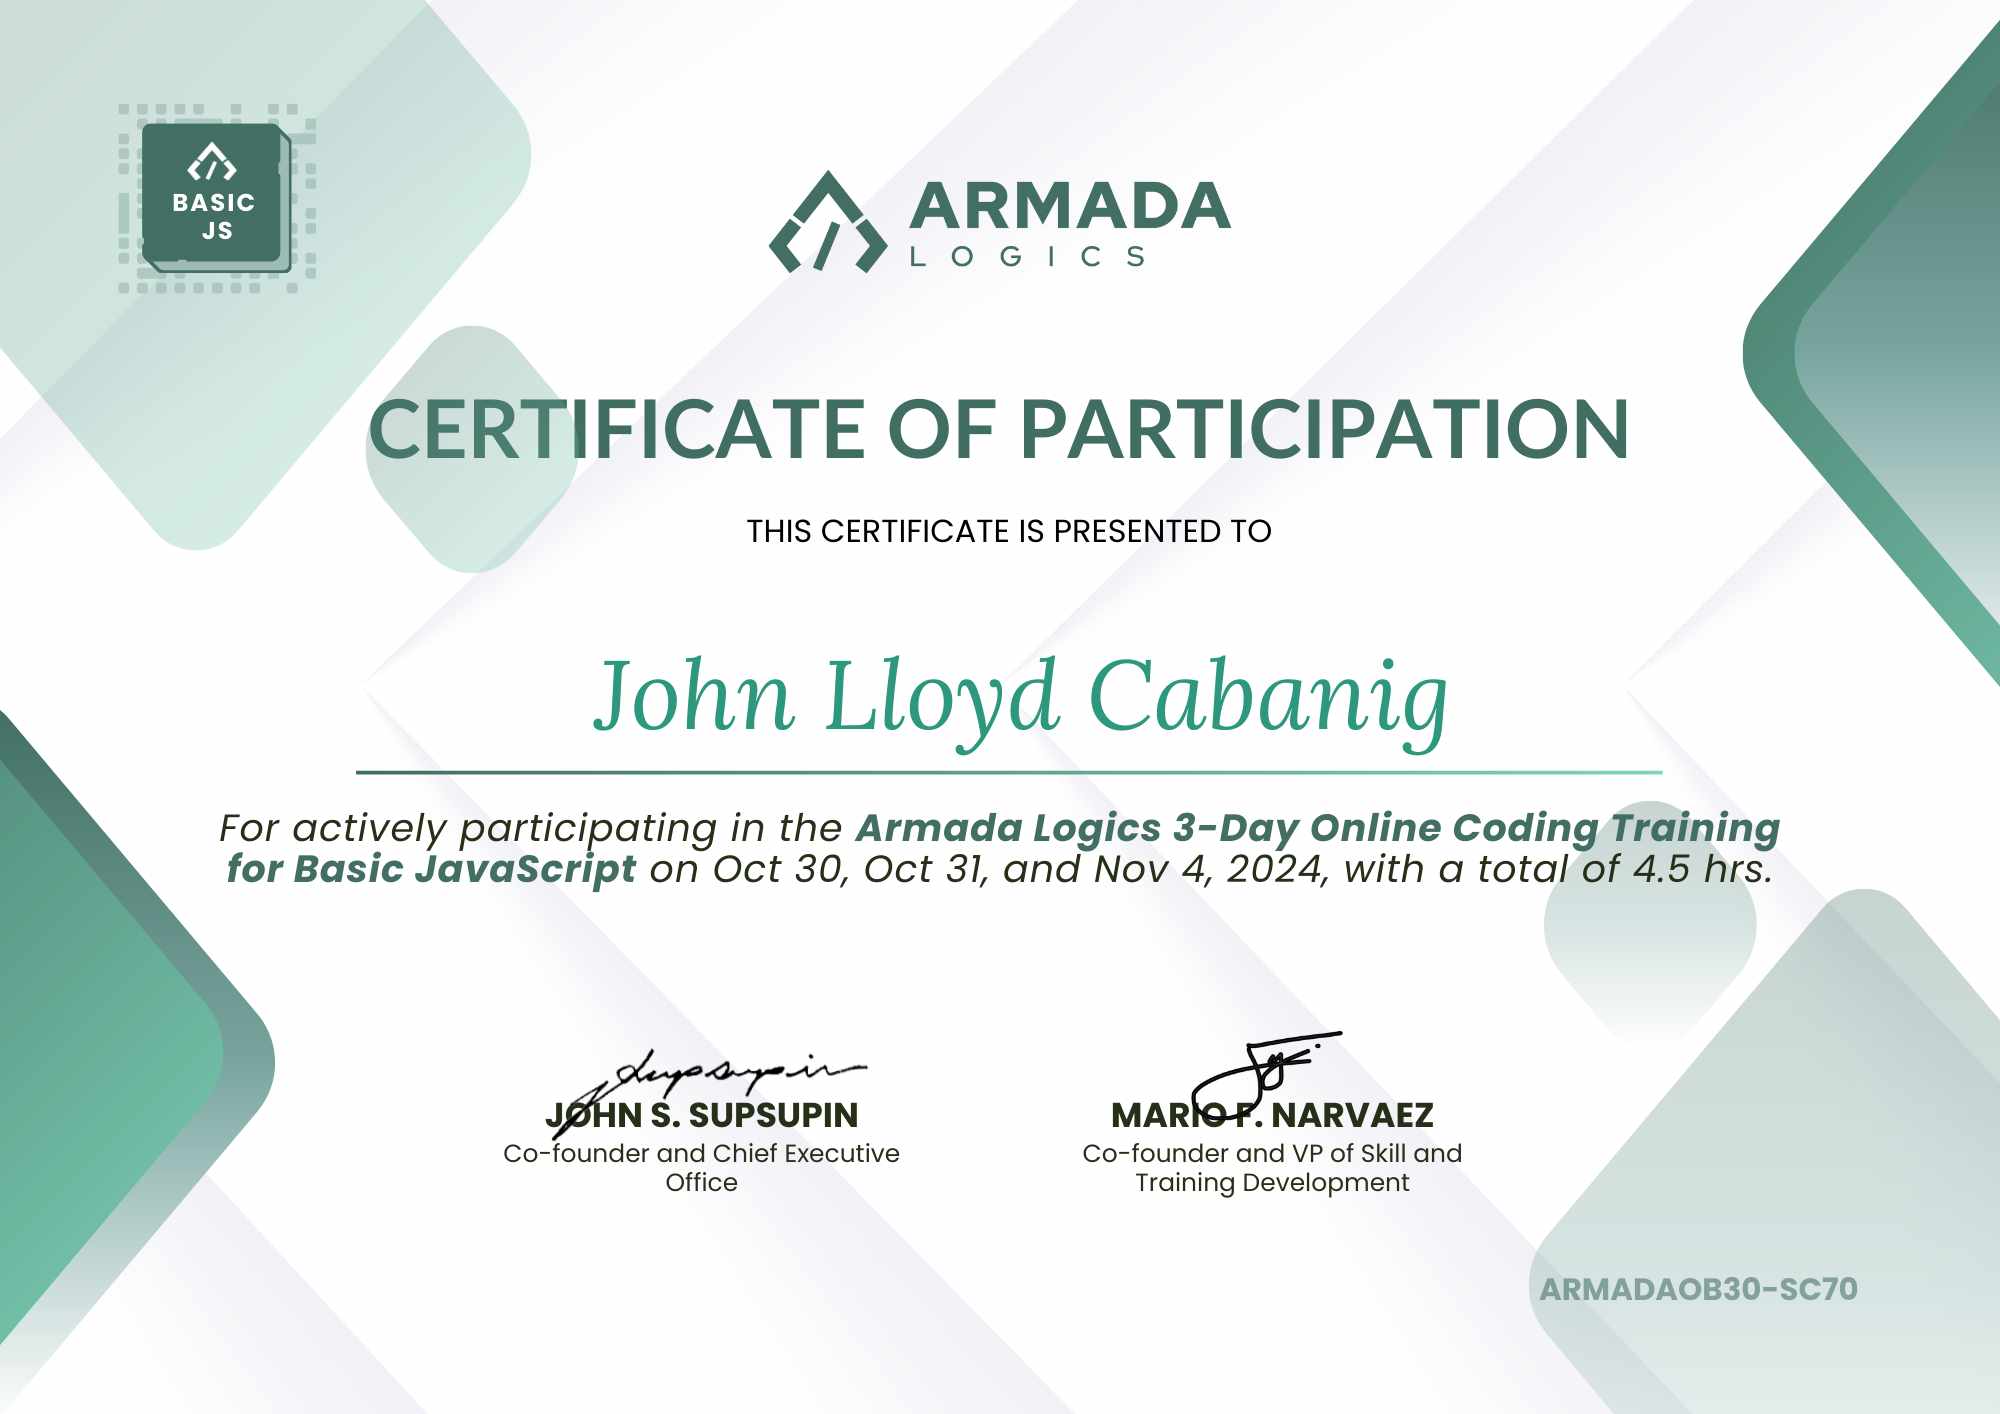 BASIC
JS
ARMADA
LOGICS
CERTIFICATE OF PARTICIPATION
THIS CERTIFICATE IS PRESENTED TO
John Lloyd Cabanig
For actively participating in the Armada Logics 3-Day Online Coding Training
for Basic JavaScript on Oct 30, Oct 31, and Nov 4, 2024, with a total of 4.5 hrs.
JOHN S. SUPSUPIN
Co-founder and Chief Executive
Office
MARIO F. NARVAEZ
Co-founder and VP of Skill and
Training Development
ARMADAOB30-SC70